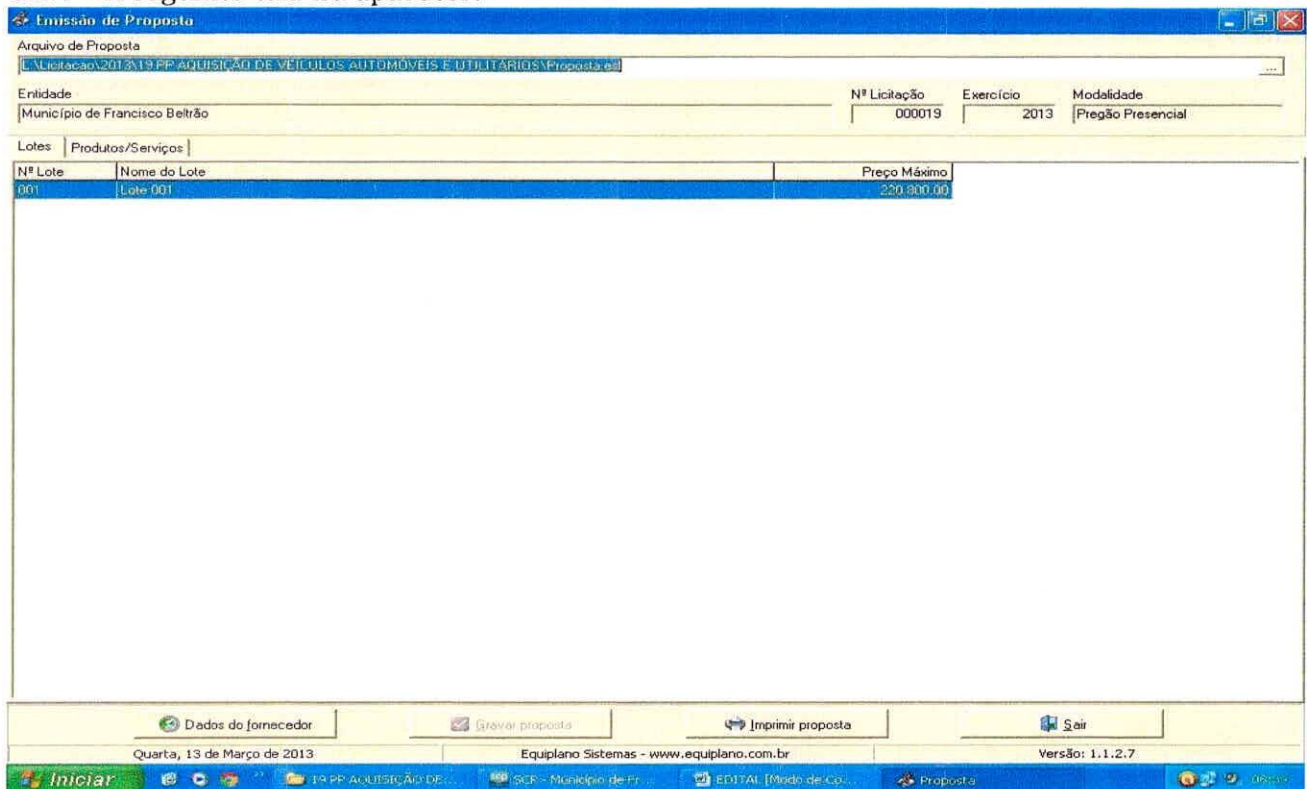 Emissão de Proposta
Arquivo de Proposta
L:\Licitacao\2013\19 PP AQUISIÇÃO DE VEÍCULOS AUTOMÓVEIS E UTILITÁRIOS\Proposta.esl
...
Entidade Nº Licitação Exercício Modalidade
Município de Francisco Beltrão 000019 2013 Pregão Presencial
Lotes Produtos/Serviços
Nº Lote Nome do Lote Preço Máximo
001 Lote 001 220.800,00
Dados do fornecedor Gravar proposta Imprimir proposta Sair
Quarta, 13 de Março de 2013 Equiplano Sistemas - www.equiplano.com.br Versão: 1.1.2.7
Iniciar 19 PP AQUISIÇÃO DE... SCP - Município de Fr... EDITAL [Modo de Co... Proposta